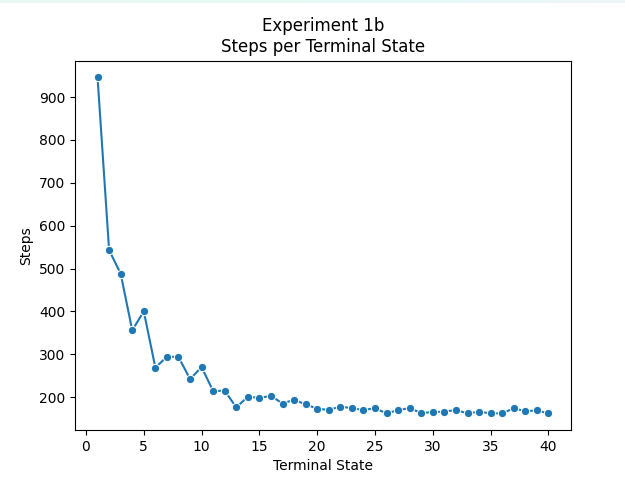 Experiment 1b
Steps per Terminal State
900
800
700
600
500
400
300
200
Steps
0 5 10 15 20 25 30 35 40
Terminal State